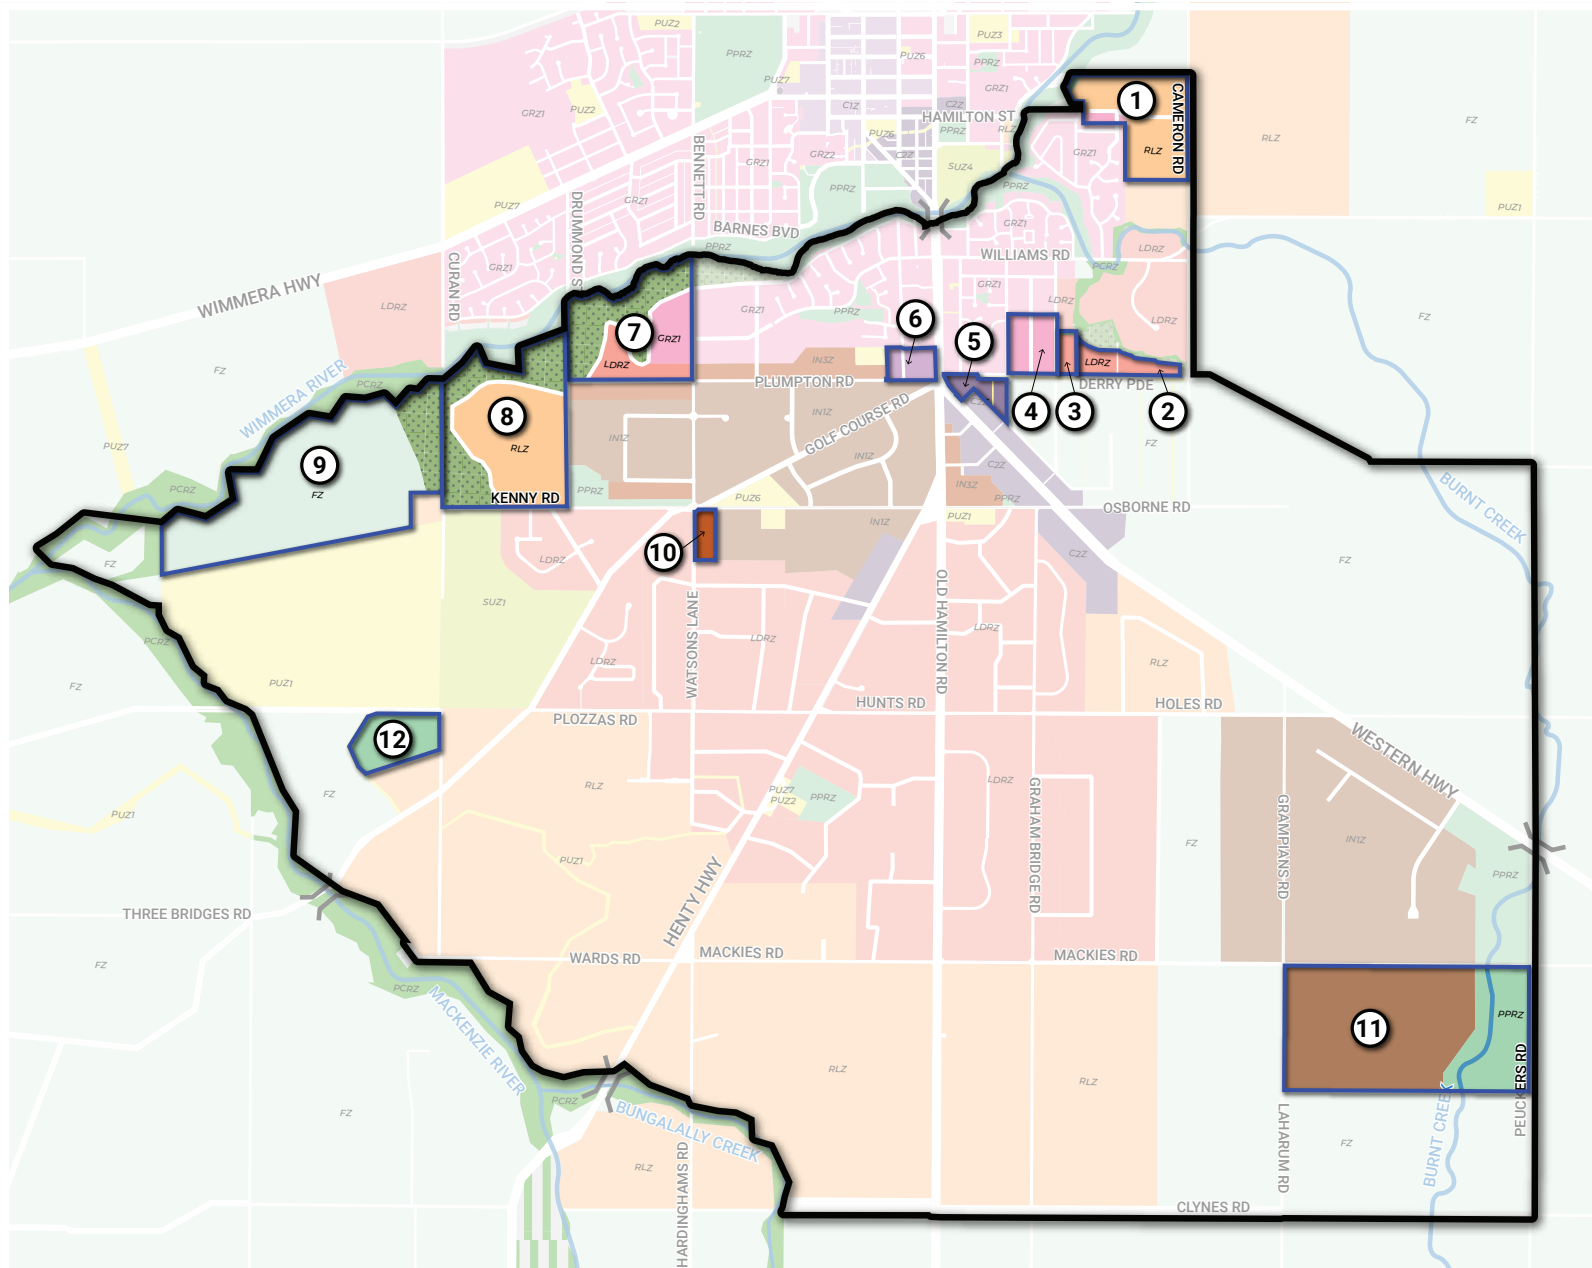 PUZ2
PUZ3
PPRZ
PUZ6
PPRZ
PUZ7
GRZ1
1
CAMERON RD
GRZ1
PUZ2
C1Z
C2Z
HAMILTON ST
FZ
PUZ6
PPRZ
RLZ
RLZ
BENNETT RD
GRZ1
GRZ2
C2Z
SUZ4
GRZ1
RLZ
PPRZ
PPRZ
DRUMMOND S
GRZ1
PUZ7
PUZ1
BARNES BVD
GRZ1
PPRZ
WILLIAMS RD
LDRZ
CURAN RD
GRZ1
PCRZ
WIMMERA HWY
LDRZ
GRZ1
LDRZ
GRZ1
PPRZ
LDRZ
FZ
6
7
GRZ1
5
LDRZ
IN3Z
LDRZ
FZ
WIMMERA RIVER
PCRZ
PLUMPTON RD
DERRY PDE
8
C2Z
4
3
2
IN1Z
GOLF COURSE RD
PUZ7
IN1Z
RLZ
FZ
IN1Z
9
C2Z
FZ
PCRZ
KENNY RD
PPRZ
PUZ6
IN3Z
PPRZ
OSBORNE RD
BURNT CREEK
PUZ1
IN1Z
10
FZ
LDRZ
C2Z
FZ
SUZ1
WATSONS LANE
OLD HAMILTON RD
PCRZ
LDRZ
LDRZ
LDRZ
RLZ
FZ
PUZ1
HUNTS RD
HOLES RD
PLOZZAS RD
12
WESTERN HWY
RLZ
FZ
PUZ7
PUZ2
PPRZ
LDRZ
GRAHAM BRIDGE RD
GRAMPIANS RD
PUZ1
FZ
IN1Z
PUZ1
PPRZ
HENTY HWY
THREE BRIDGES RD
WARDS RD
MACKIES RD
MACKIES RD
FZ
PCRZ
MACKENZIE RIVER
11
PPRZ
RLZ
RLZ
PEUCKERS RD
PCRZ
FZ
BUNGALALLY CREEK
LAHARUM RD
BURNT CREEK
FZ
RLZ
HARDINGHAMS RD
CLYNES RD